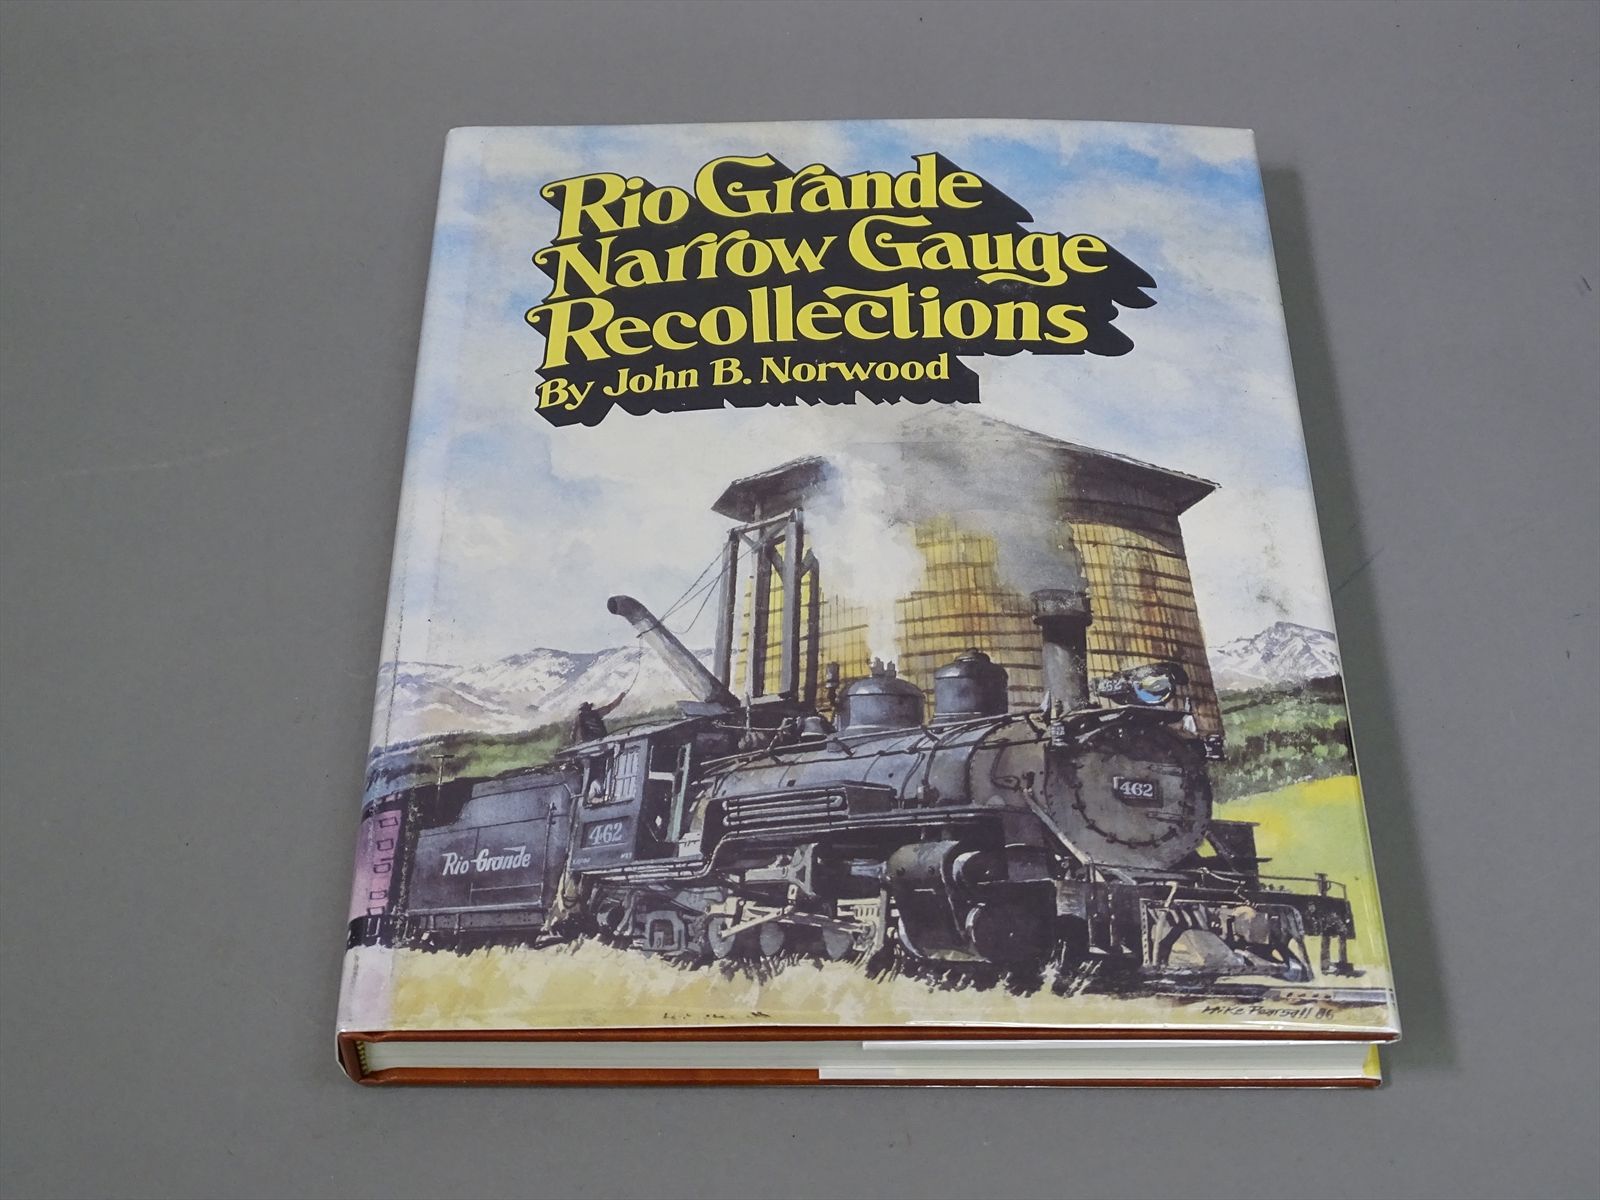 Rio Grande
Narrow Gauge
Recollections
By John B. Norwood
462
462
462
Rio Grande
Mike Pearsall 86